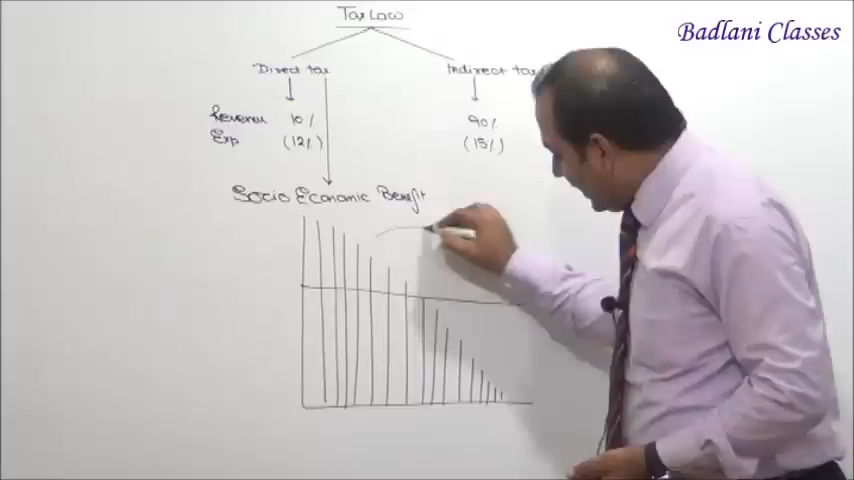 Badlani Classes
Tax Law
Direct tax Indirect tax
Revenue 10% 90%
Exp (12%) (15%)
Socio Economic Benefit